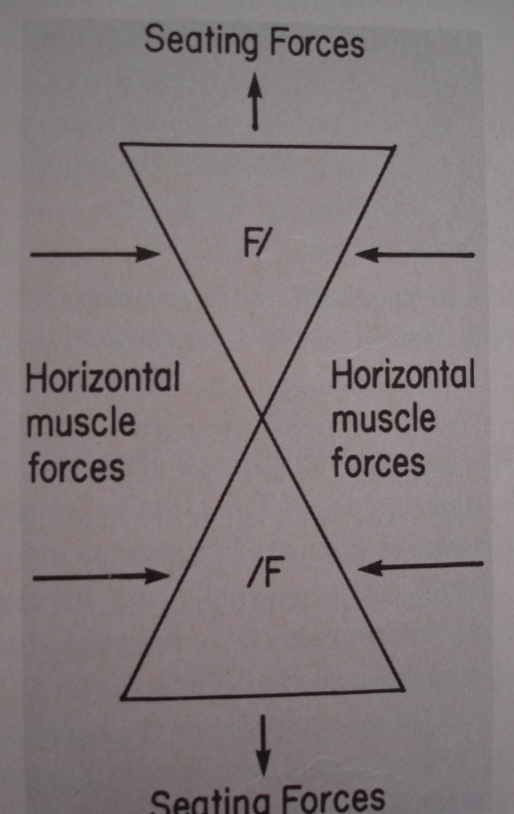 Seating Forces
F/
Horizontal
muscle
forces
Horizontal
muscle
forces
/F
Seating Forces